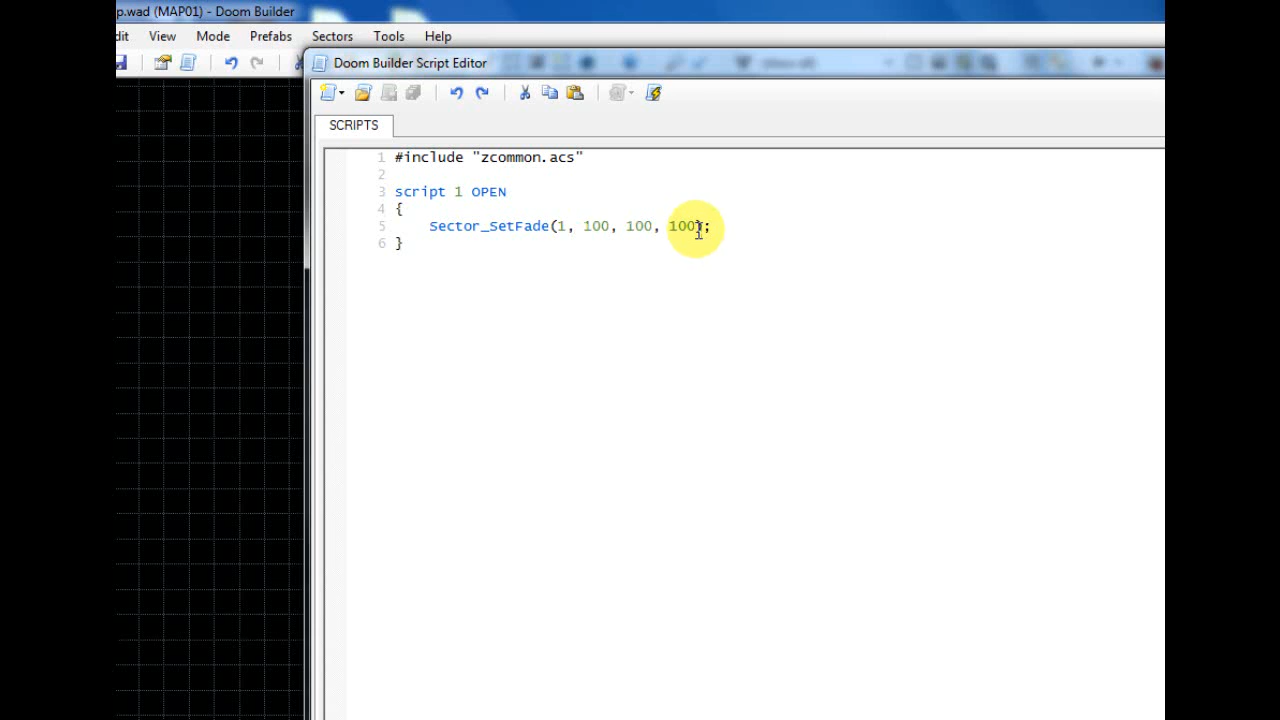 p.wad (MAP01) - Doom Builder
dit View Mode Prefabs Sectors Tools Help
Doom Builder Script Editor
SCRIPTS
1 #include "zcommon.acs"
2
3 script 1 OPEN
4 {
5 Sector_SetFade(1, 100, 100, 100);
6 }